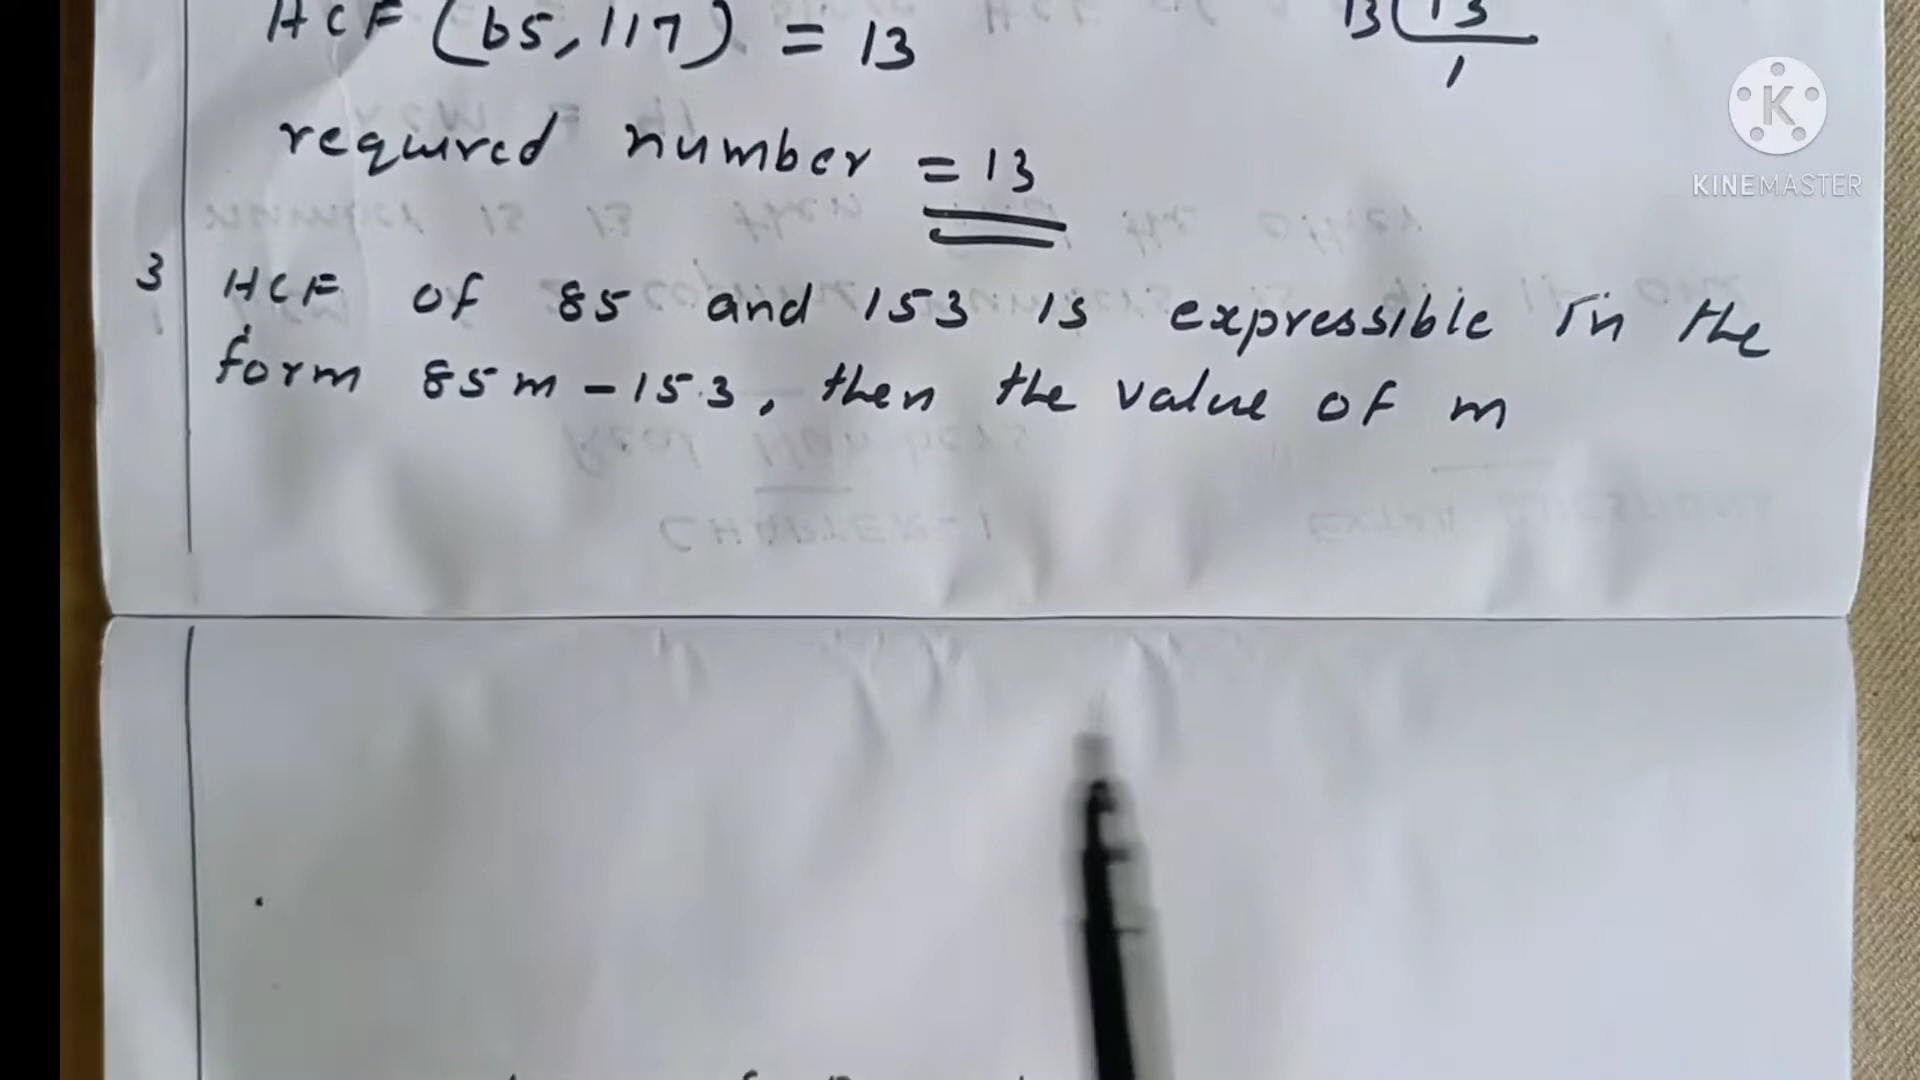 HCF (65, 117) = 13
13 13
1
required number = 13
K
KINEMASTER
3 HCF of 85 and 153 is expressible in the
form 85m - 153, then the value of m